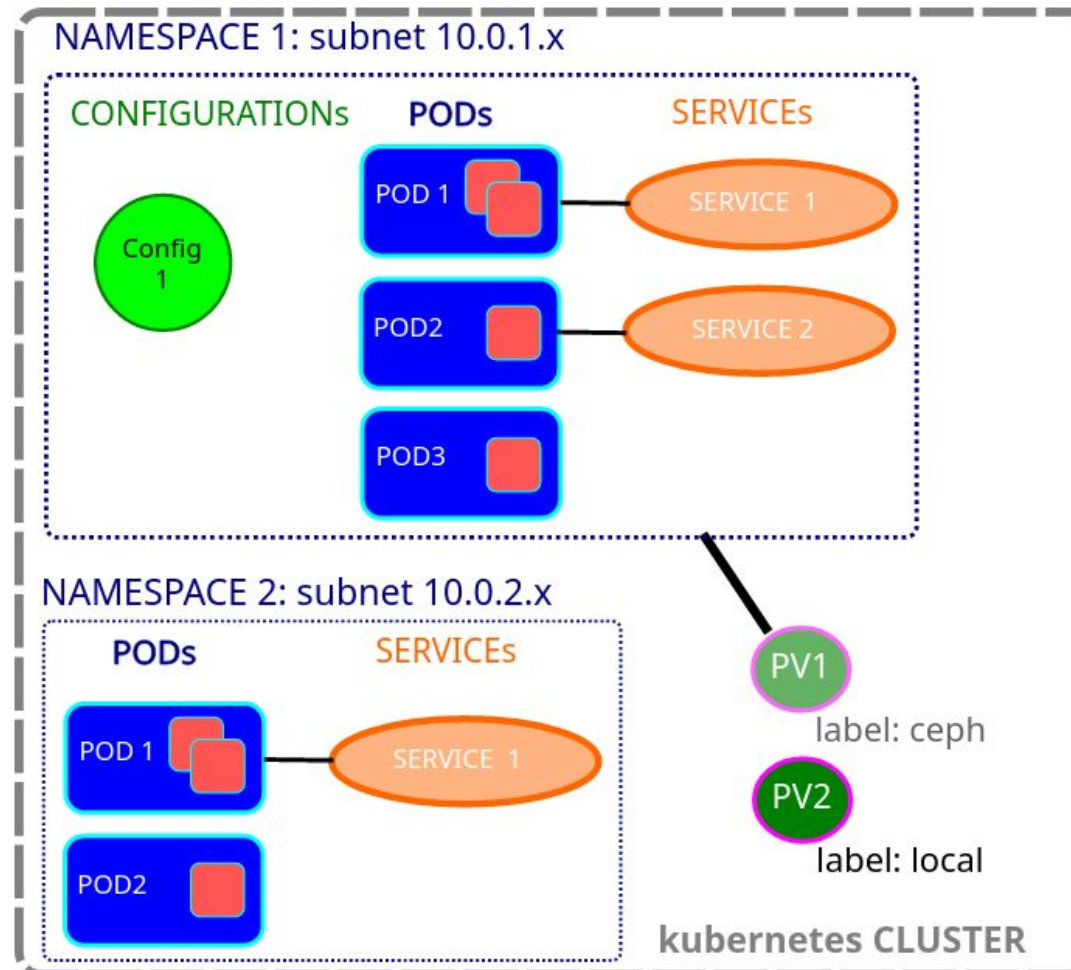 NAMESPACE 1: subnet 10.0.1.x
CONFIGURATIONs
PODs
SERVICEs
Config
1
POD 1
SERVICE 1
POD2
SERVICE 2
POD3
NAMESPACE 2: subnet 10.0.2.x
PODs
SERVICEs
POD 1
SERVICE 1
POD2
PV1
label: ceph
PV2
label: local
kubernetes CLUSTER